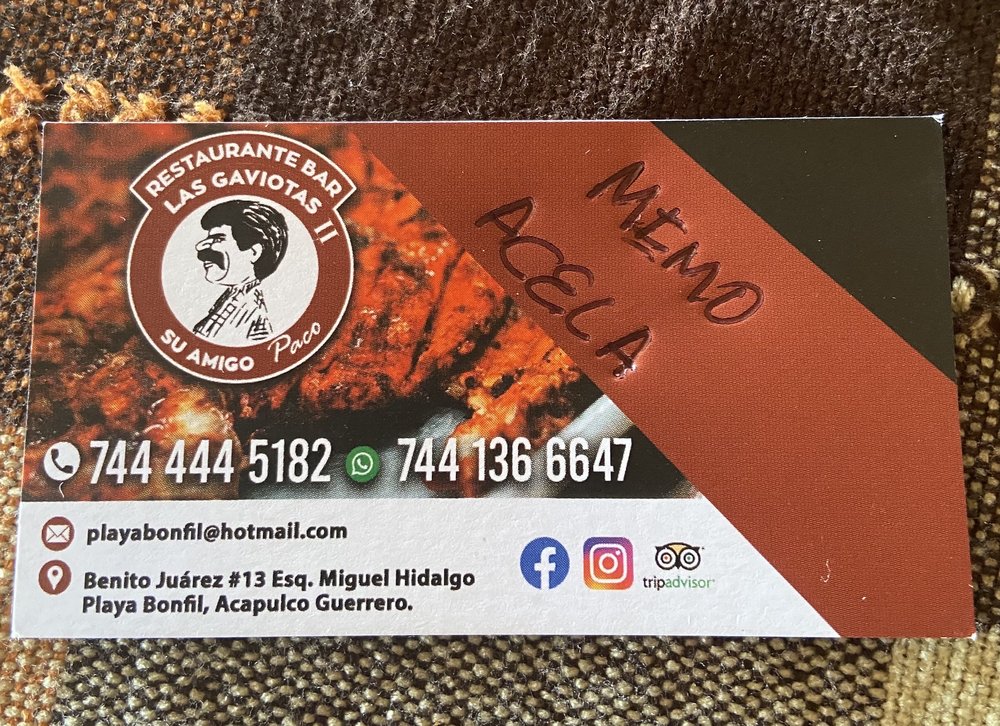 RESTAURANTE BAR
LAS GAVIOTAS II
SU AMIGO Paco
MEMO
ACELA
744 444 5182 744 136 6647
playabonfil@hotmail.com
Benito Juárez #13 Esq. Miguel Hidalgo
Playa Bonfil, Acapulco Guerrero.
tripadvisor